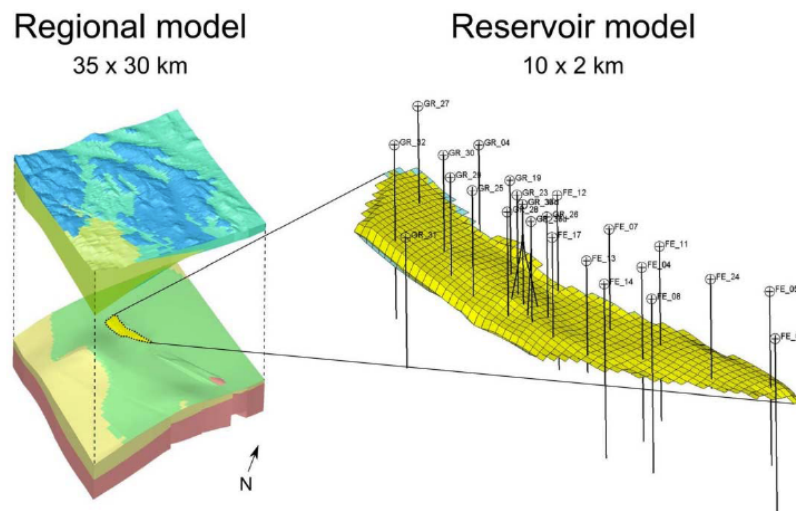 Regional model
35 x 30 km
Reservoir model
10 x 2 km
GR_27
GR_32
GR_04
GR_30
GR_25
GR_19
GR_23
FE_12
GR_31
FE_17
FE_07
FE_11
FE_13
FE_04
FE_14
FE_08
FE_24
N